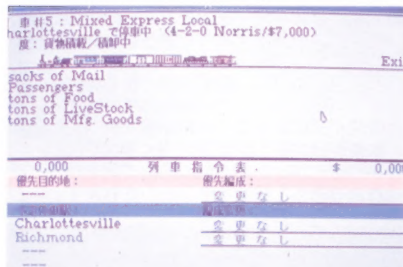 車 #5 : Mixed Express Local
harlottesville で停車中 (4-2-0 Norris/$7,000)
度 : 貨物積載／積卸中
Exi
sacks of Mail
Passengers
tons of Food
tons of LiveStock
tons of Mfg. Goods
0,000 列車指令表. $ 0,00
優先目的地 : 優先編成 :
--- 変更なし
Charlottesville 変更なし
Richmond 変更なし
---
---